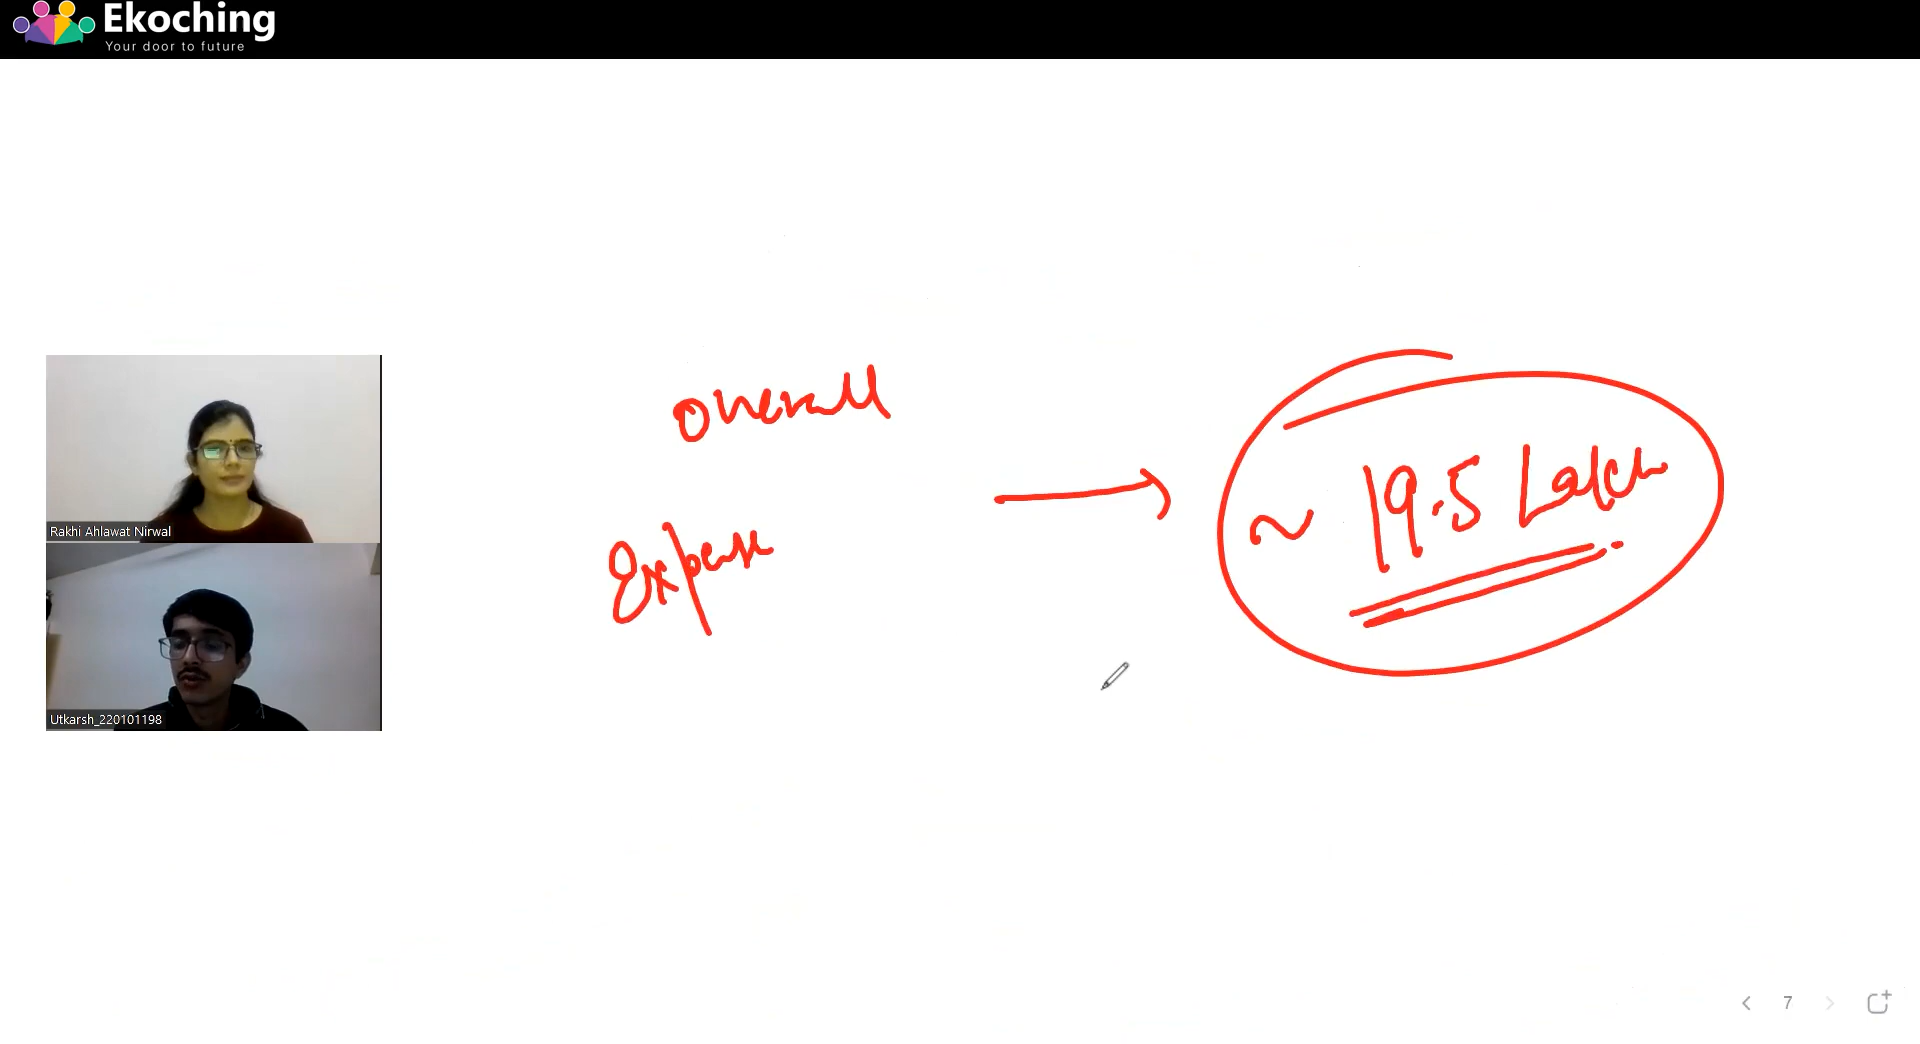 Ekoching
Your door to future
Rakhi Ahlawat Nirwal
Utkarsh_220101198
overall
Expense
~ 19.5 Lakh
7